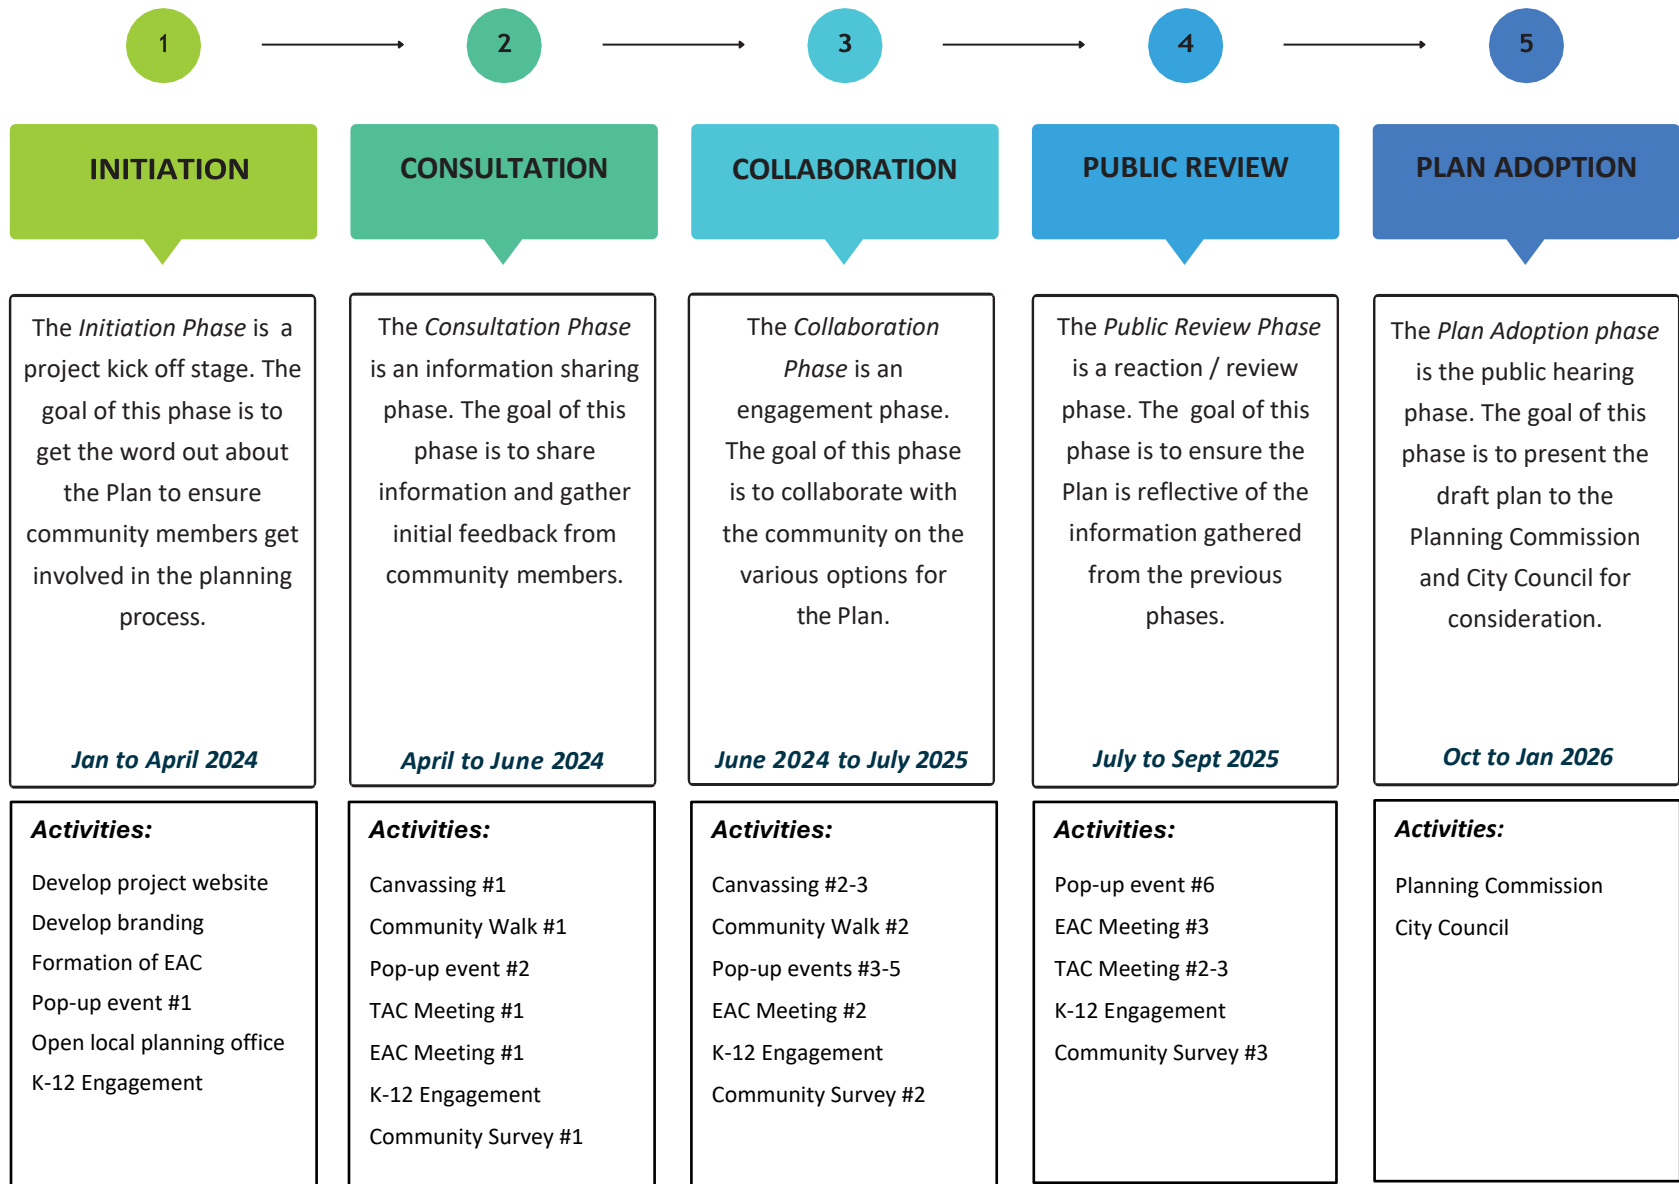 1
2
3
4
5
INITIATION
CONSULTATION
COLLABORATION
PUBLIC REVIEW
PLAN ADOPTION
The Initiation Phase is a
project kick off stage. The
goal of this phase is to
get the word out about
the Plan to ensure
community members get
involved in the planning
process.
Jan to April 2024
The Consultation Phase
is an information sharing
phase. The goal of this
phase is to share
information and gather
initial feedback from
community members.
April to June 2024
The Collaboration
Phase is an
engagement phase.
The goal of this phase
is to collaborate with
the community on the
various options for
the Plan.
June 2024 to July 2025
The Public Review Phase
is a reaction / review
phase. The goal of this
phase is to ensure the
Plan is reflective of the
information gathered
from the previous
phases.
July to Sept 2025
The Plan Adoption phase
is the public hearing
phase. The goal of this
phase is to present the
draft plan to the
Planning Commission
and City Council for
consideration.
Oct to Jan 2026
Activities:
Develop project website
Develop branding
Formation of EAC
Pop-up event #1
Open local planning office
K-12 Engagement
Activities:
Canvassing #1
Community Walk #1
Pop-up event #2
TAC Meeting #1
EAC Meeting #1
K-12 Engagement
Community Survey #1
Activities:
Canvassing #2-3
Community Walk #2
Pop-up events #3-5
EAC Meeting #2
K-12 Engagement
Community Survey #2
Activities:
Pop-up event #6
EAC Meeting #3
TAC Meeting #2-3
K-12 Engagement
Community Survey #3
Activities:
Planning Commission
City Council